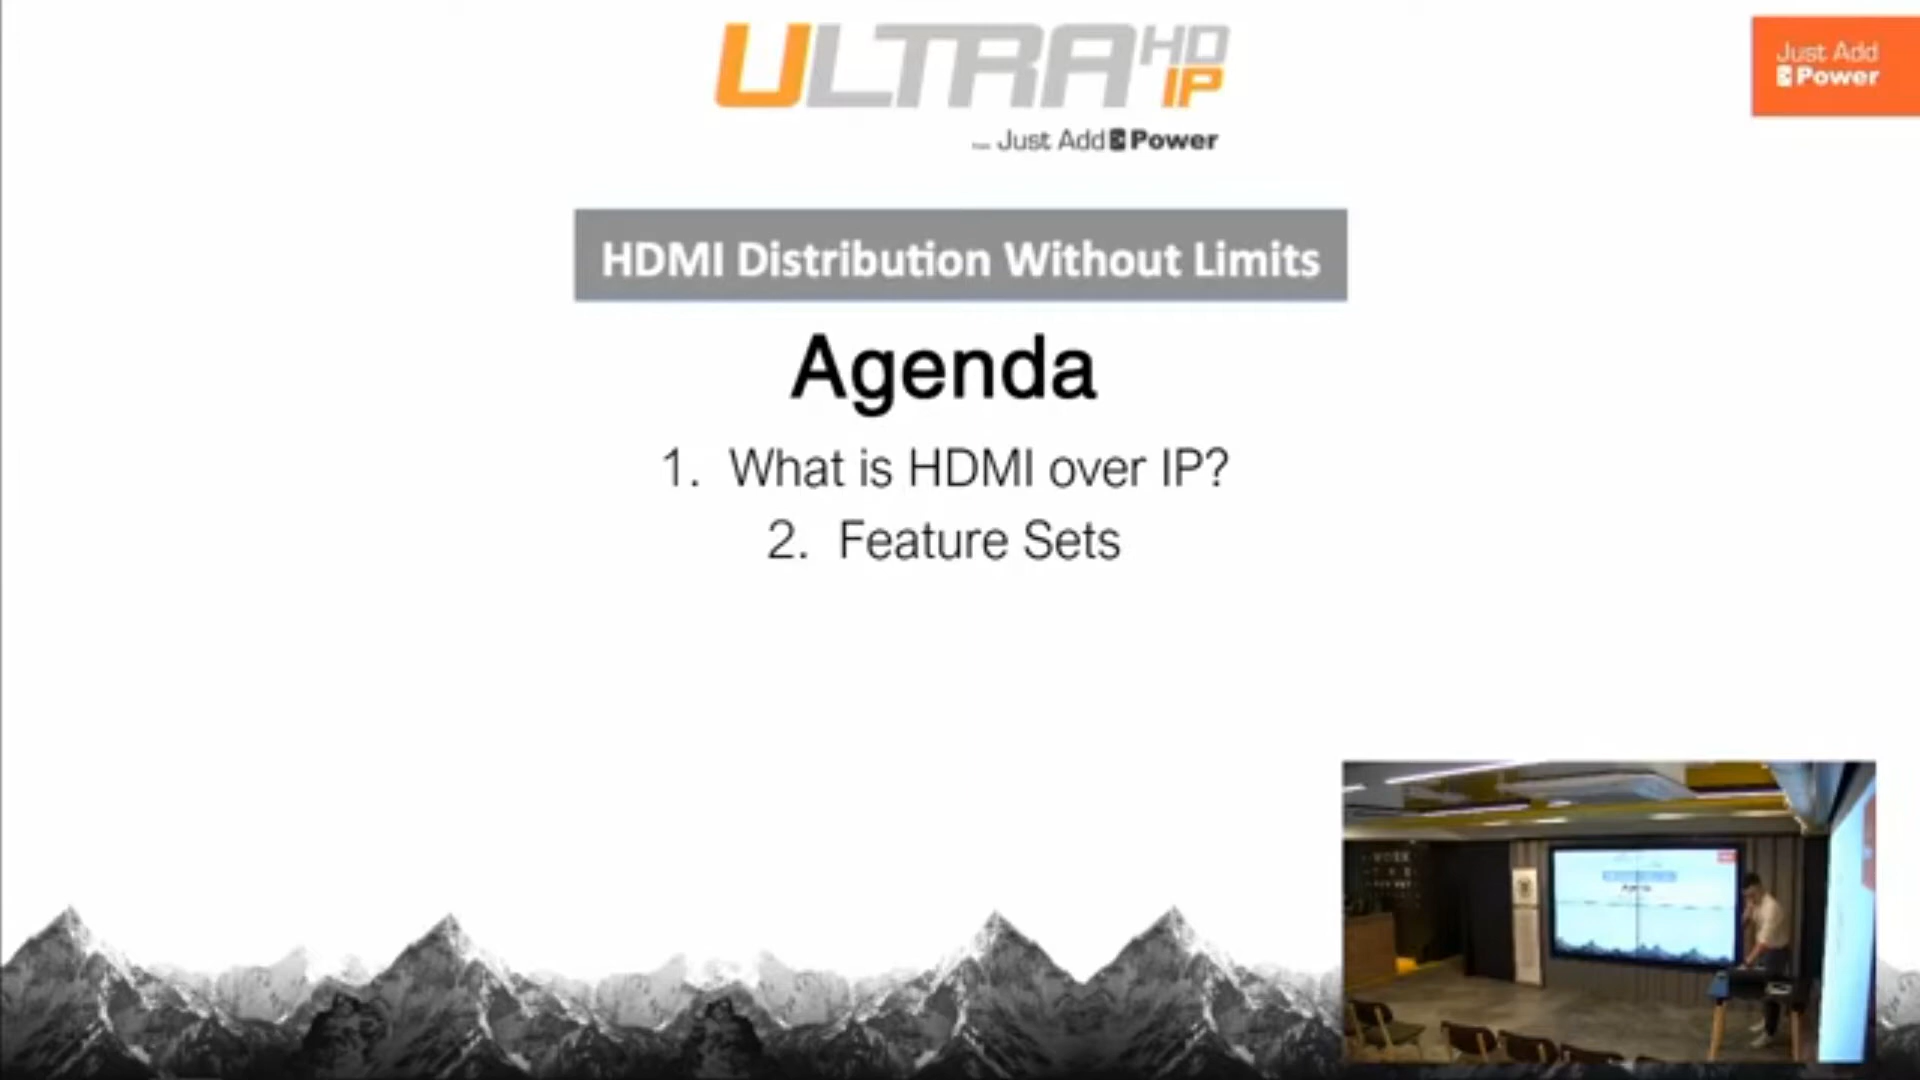 ULTRA HD IP
Just Add Power
Just Add
Power
HDMI Distribution Without Limits
Agenda
1. What is HDMI over IP?
2. Feature Sets
Agenda